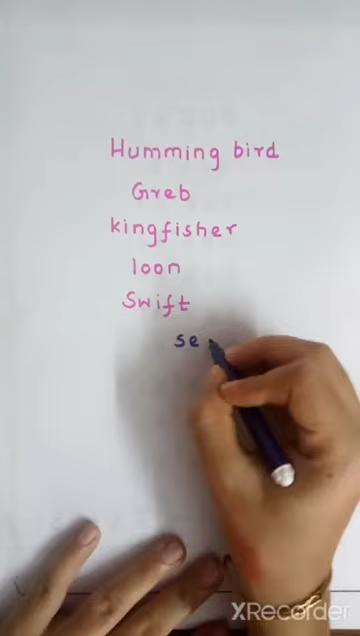 Humming bird
Greb
kingfisher
loon
Swift
se
XRecorder